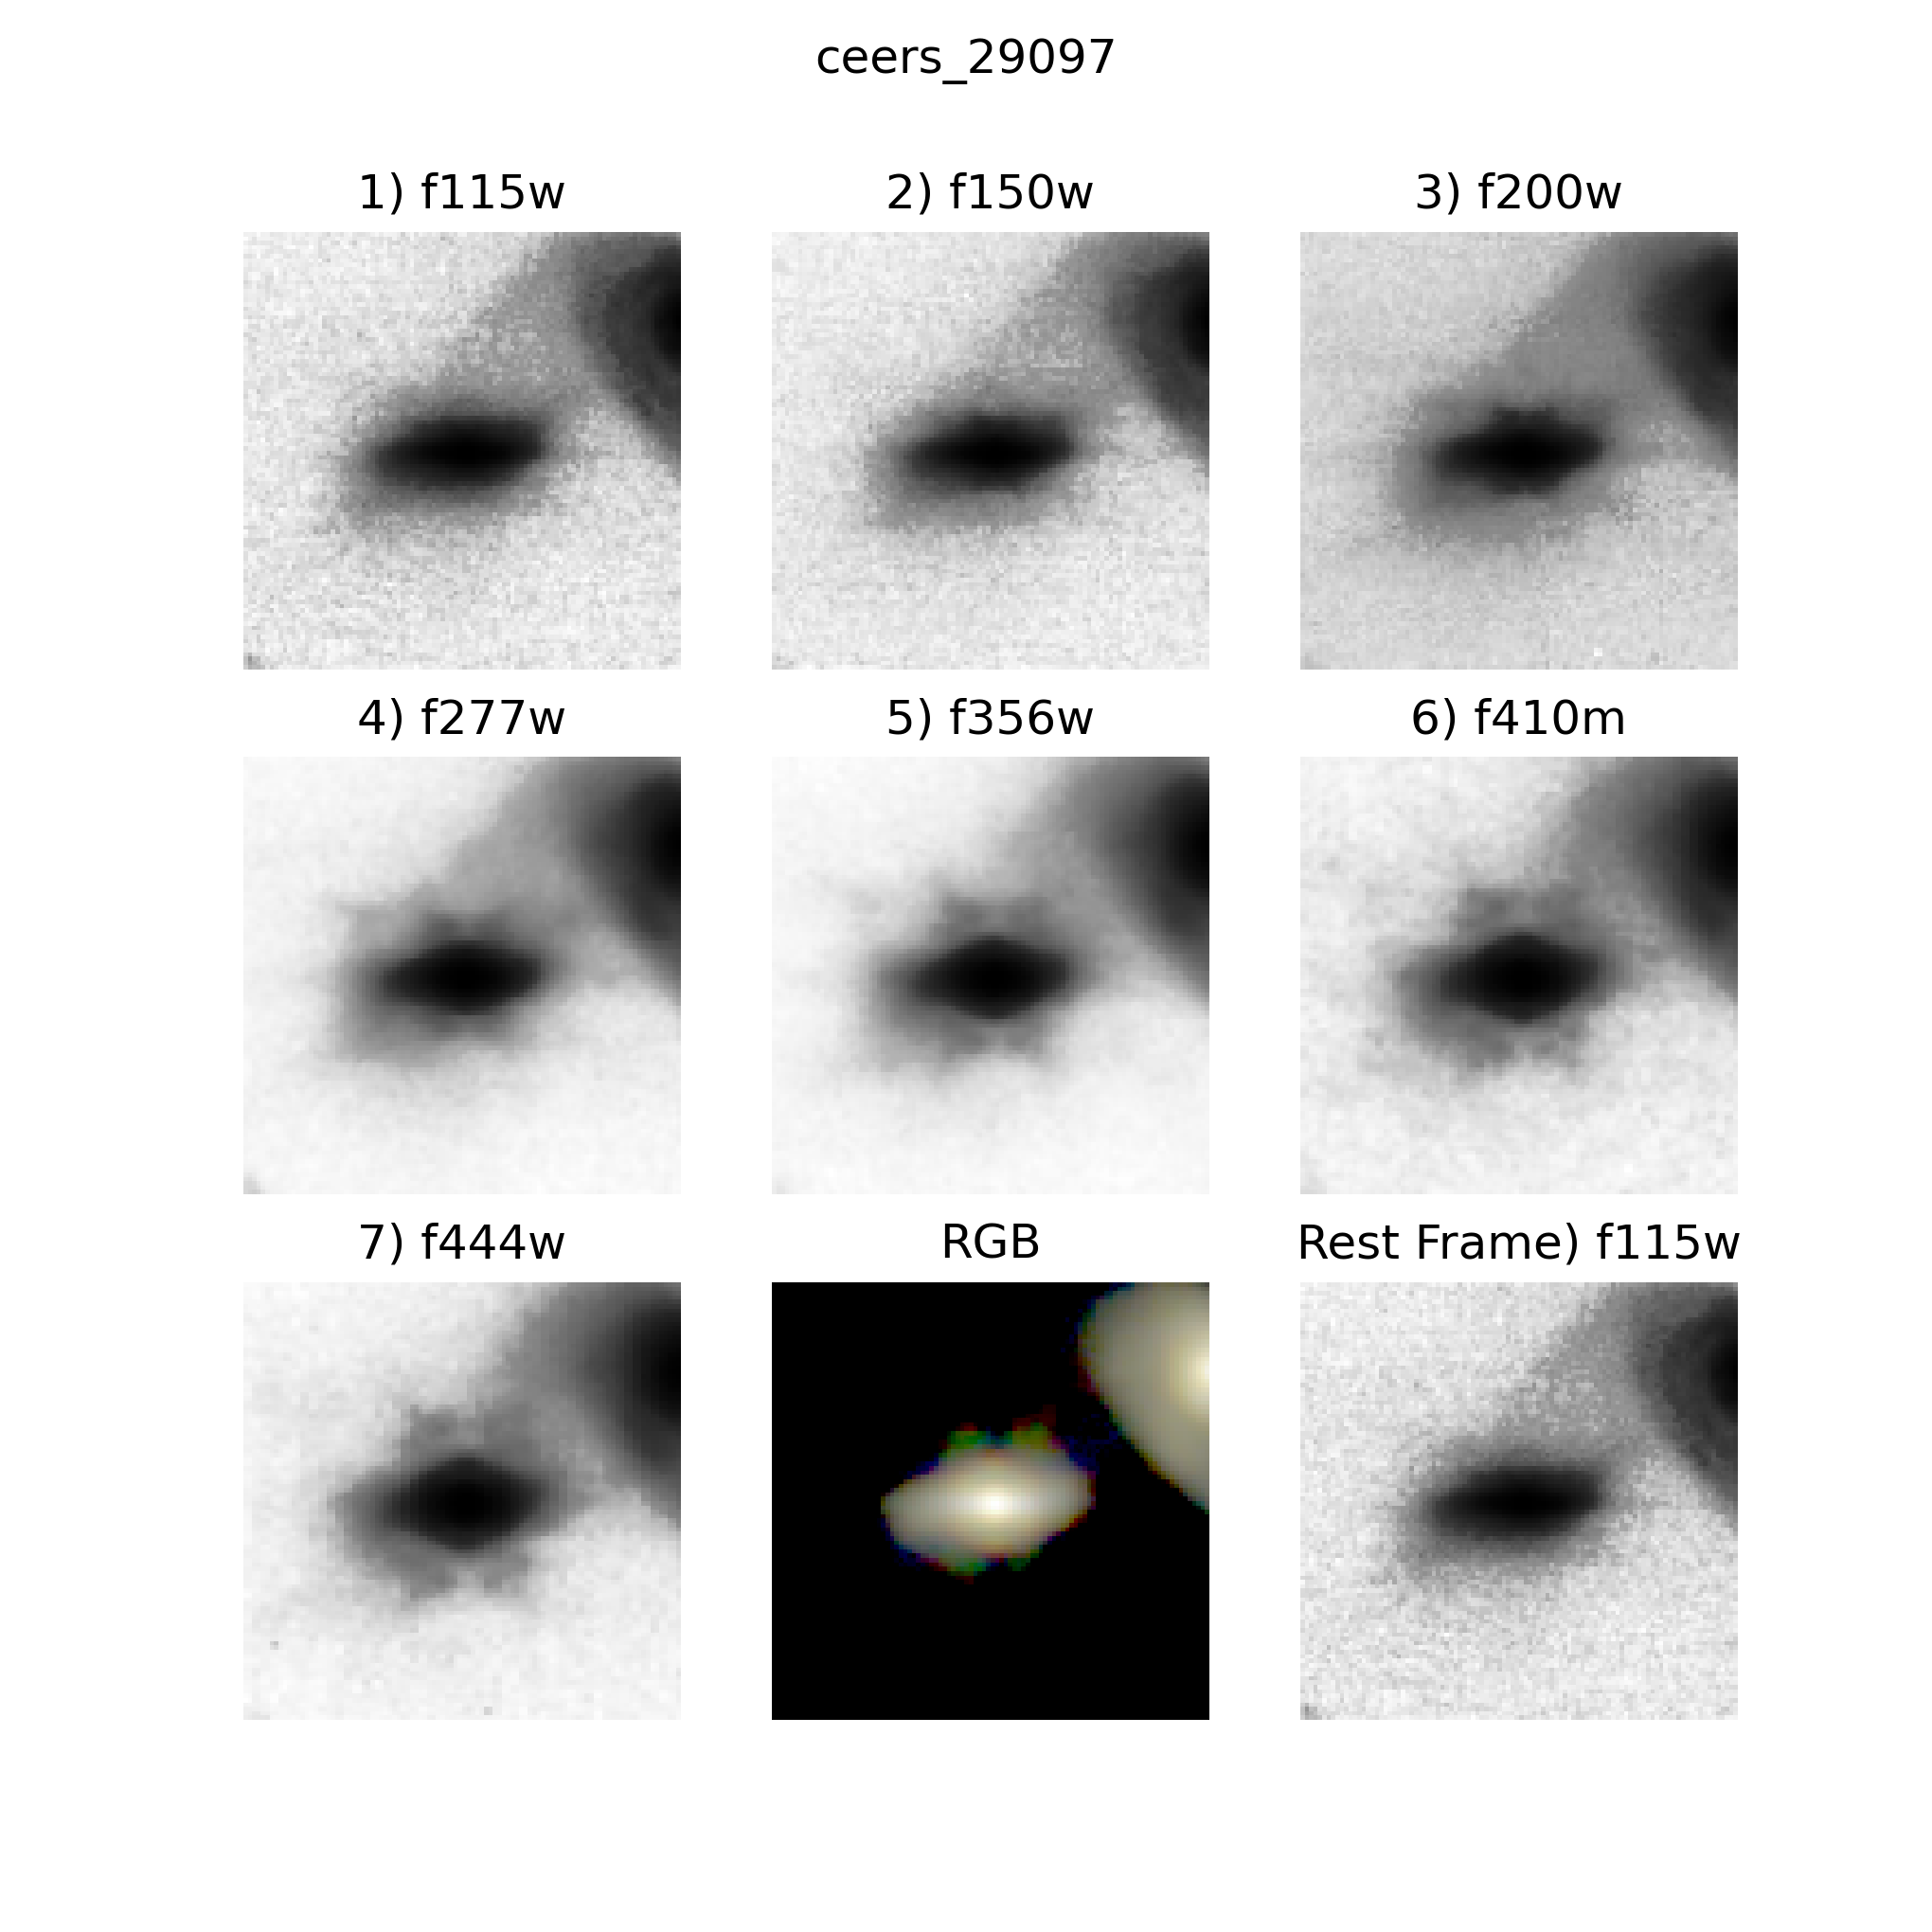 ceers_29097
1) f115w
2) f150w
3) f200w
4) f277w
5) f356w
6) f410m
7) f444w
RGB
Rest Frame) f115w